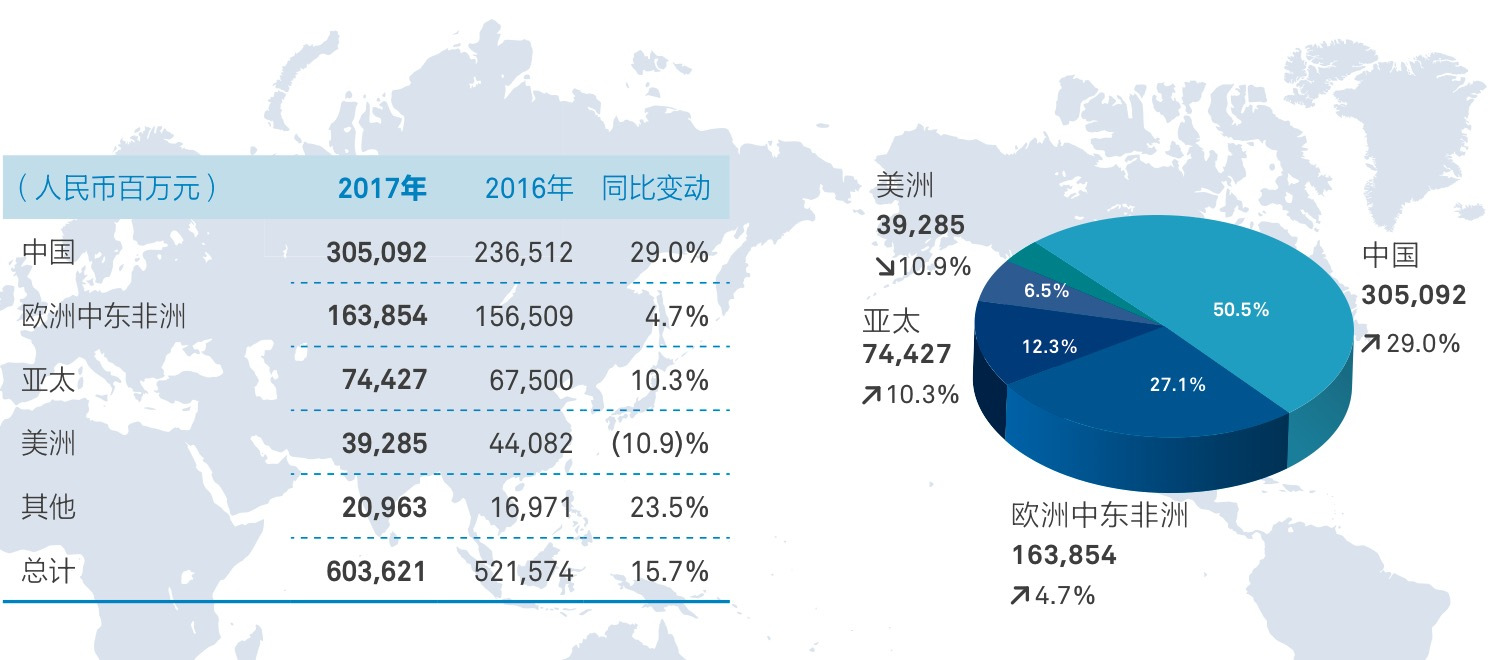 （人民币百万元） 2017年 2016年 同比变动
中国 305,092 236,512 29.0%
欧洲中东非洲 163,854 156,509 4.7%
亚太 74,427 67,500 10.3%
美洲 39,285 44,082 (10.9)%
其他 20,963 16,971 23.5%
总计 603,621 521,574 15.7%
美洲
39,285
↘10.9%
亚太
74,427
↗10.3%
6.5%
12.3%
50.5%
27.1%
中国
305,092
↗29.0%
欧洲中东非洲
163,854
↗4.7%